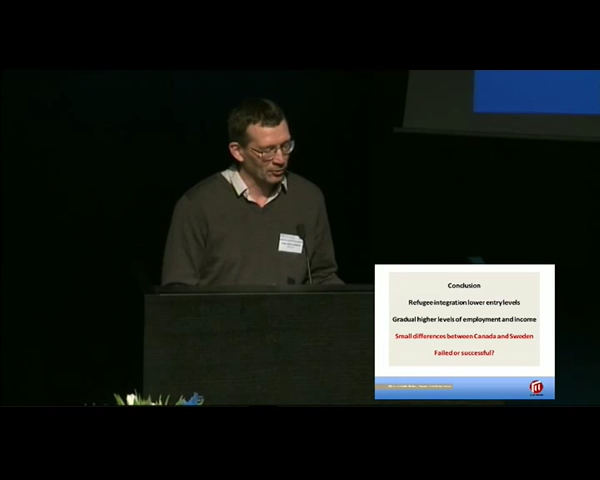 Conclusion
Refugee integration lower entry levels
Gradual higher levels of employment and income
Small differences between Canada and Sweden
Failed or successful?